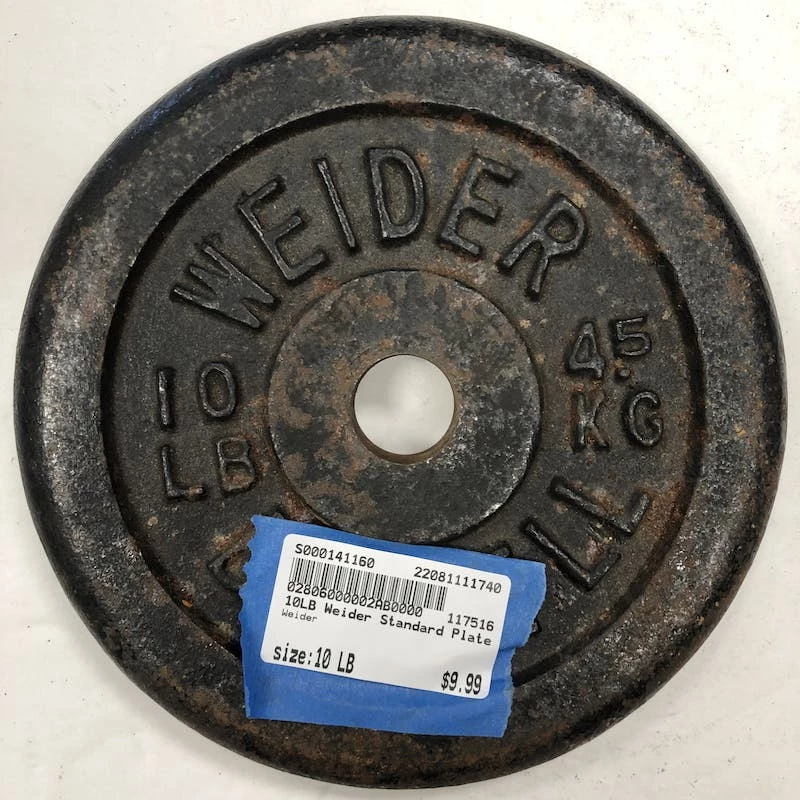 WEIDER
10
LB
4.5
KG
S000141160
22081111740
02806000002AB0000
117516
10LB Weider Standard Plate
Weider
size:10 LB
$9.99